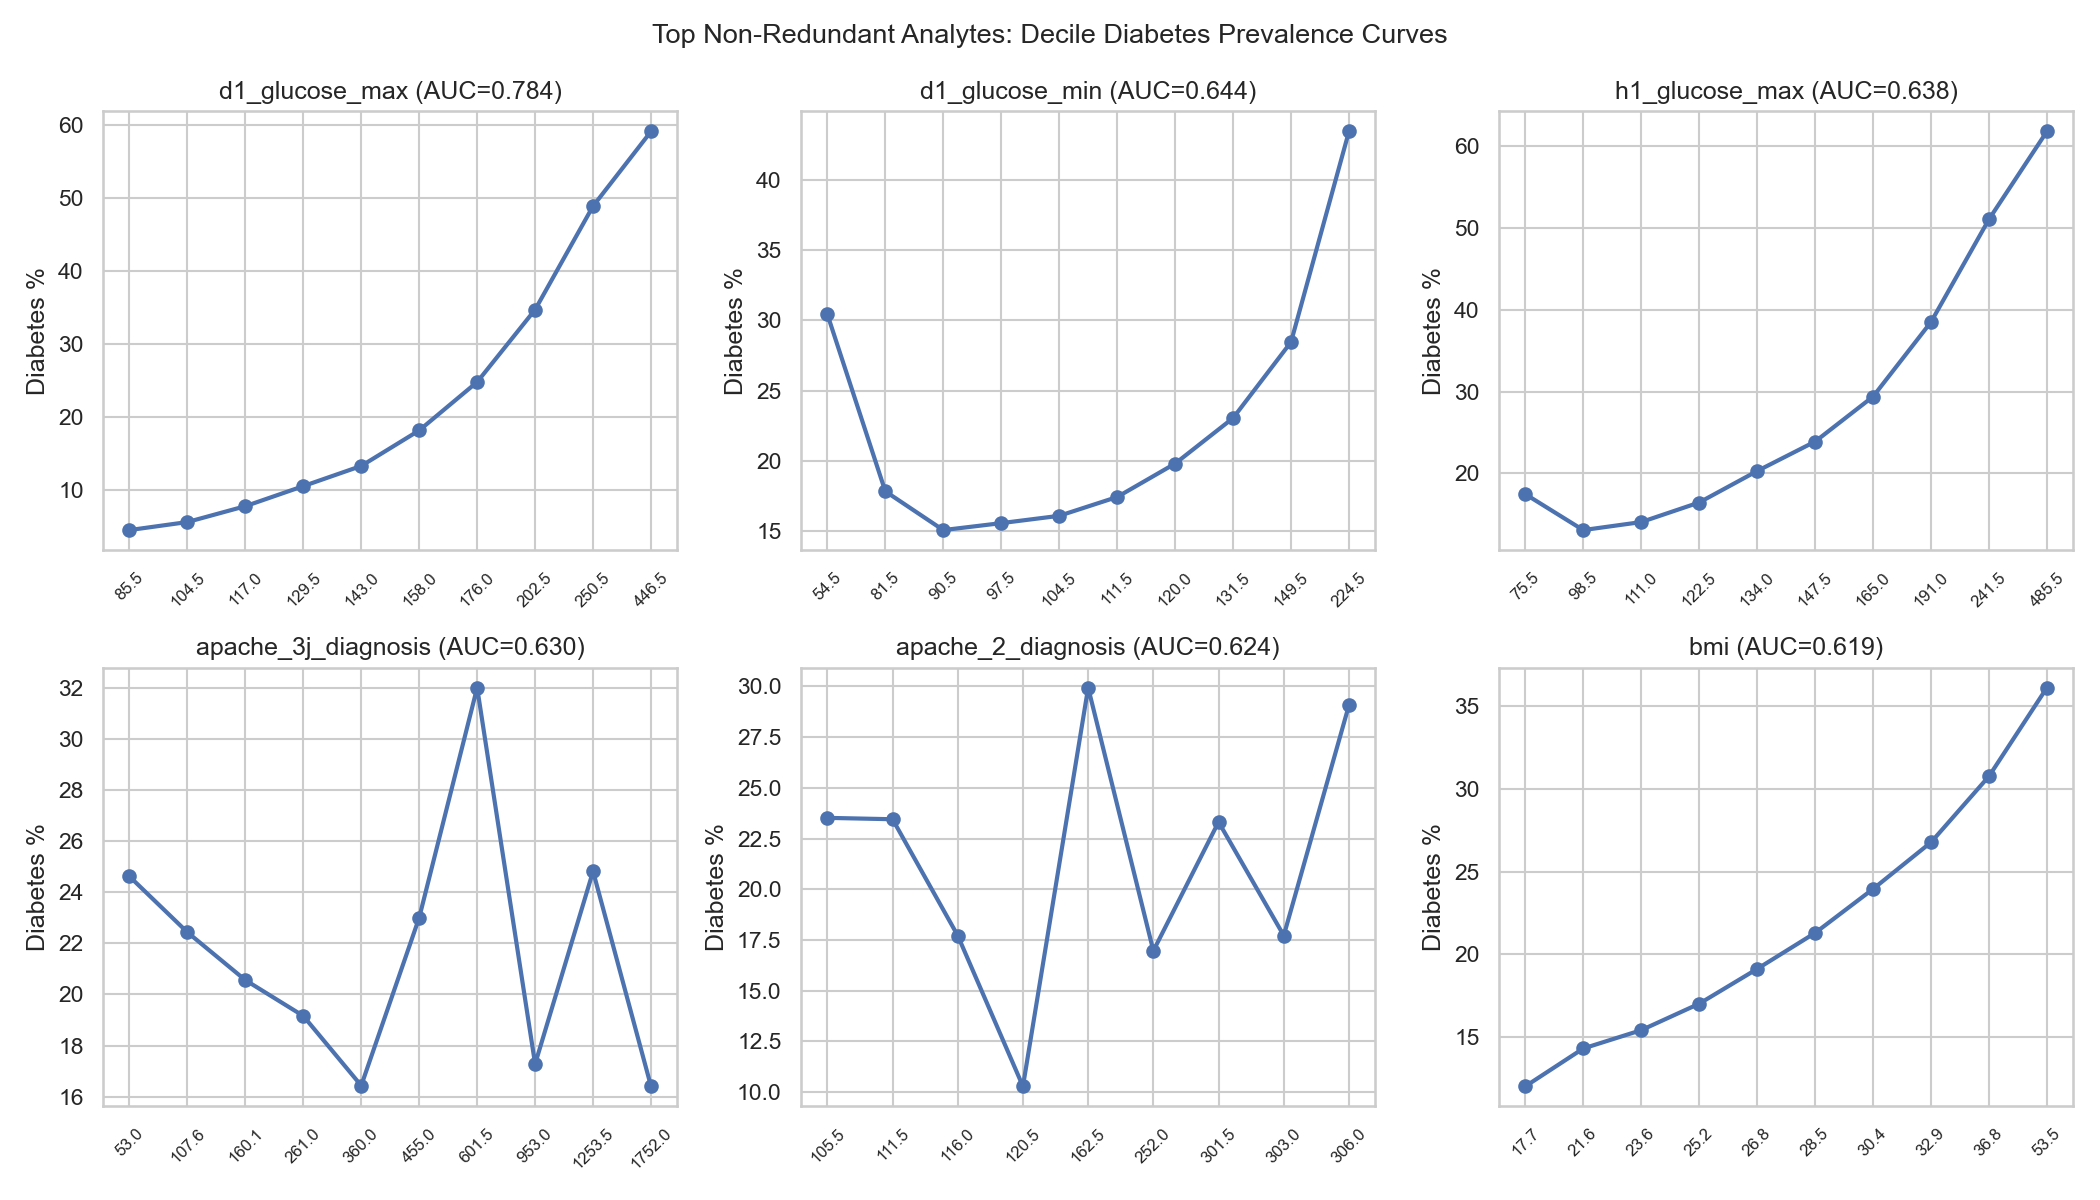 Top Non-Redundant Analytes: Decile Diabetes Prevalence Curves
d1_glucose_max (AUC=0.784)
Diabetes %
60
50
40
30
20
10
85.5 104.5 117.0 129.5 143.0 158.0 176.0 202.5 250.5 446.5
d1_glucose_min (AUC=0.644)
Diabetes %
40
35
30
25
20
15
54.5 81.5 90.5 97.5 104.5 111.5 120.0 131.5 149.5 224.5
h1_glucose_max (AUC=0.638)
Diabetes %
60
50
40
30
20
75.5 98.5 111.0 122.5 134.0 147.5 165.0 191.0 241.5 485.5
apache_3j_diagnosis (AUC=0.630)
Diabetes %
32
30
28
26
24
22
20
18
16
53.0 107.6 160.1 261.0 360.0 455.0 601.5 953.0 1253.5 1752.0
apache_2_diagnosis (AUC=0.624)
Diabetes %
30.0
27.5
25.0
22.5
20.0
17.5
15.0
12.5
10.0
105.5 111.5 116.0 120.5 162.5 252.0 301.5 303.0 306.0
bmi (AUC=0.619)
Diabetes %
35
30
25
20
15
17.7 21.6 23.6 25.2 26.8 28.5 30.4 32.9 36.8 53.5